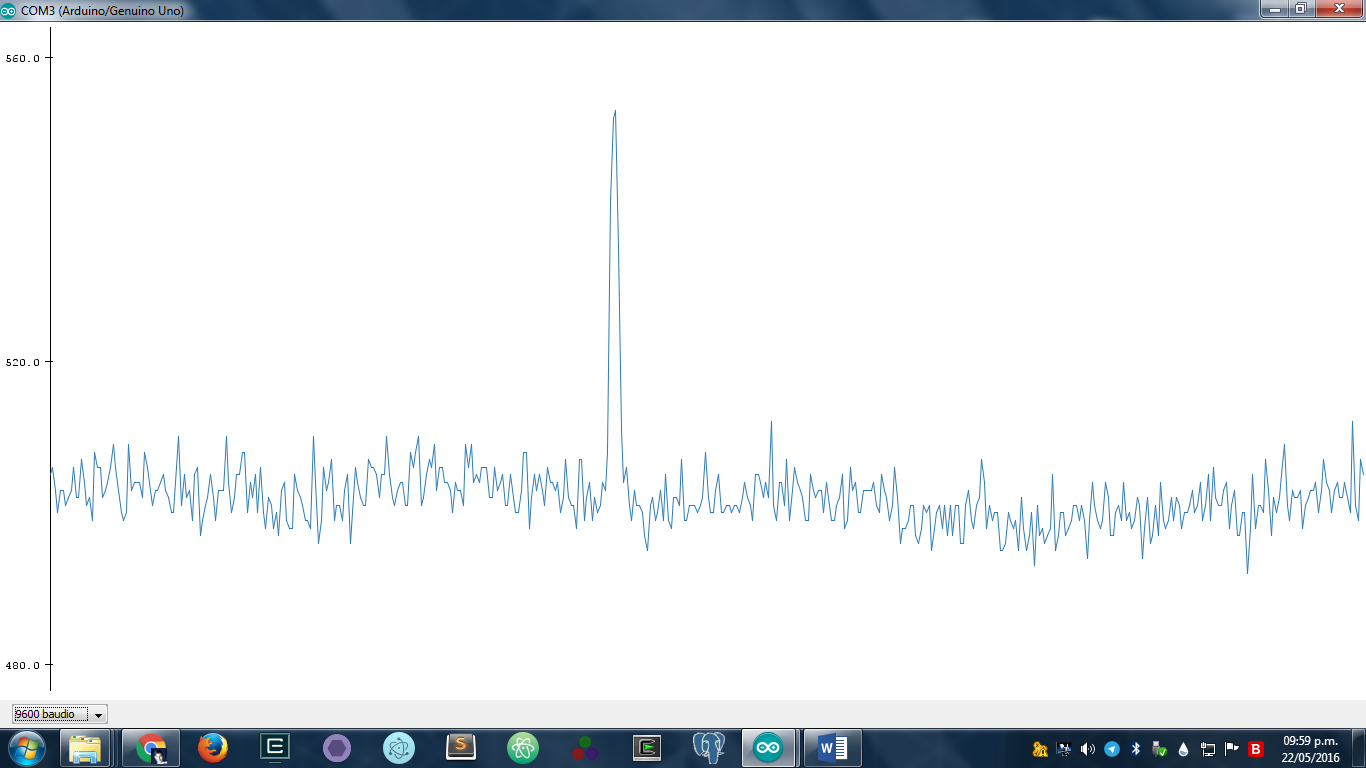 COM3 (Arduino/Genuino Uno)
560.0
520.0
480.0
9600 baudio
S
W
B
09:59 p.m.
22/05/2016